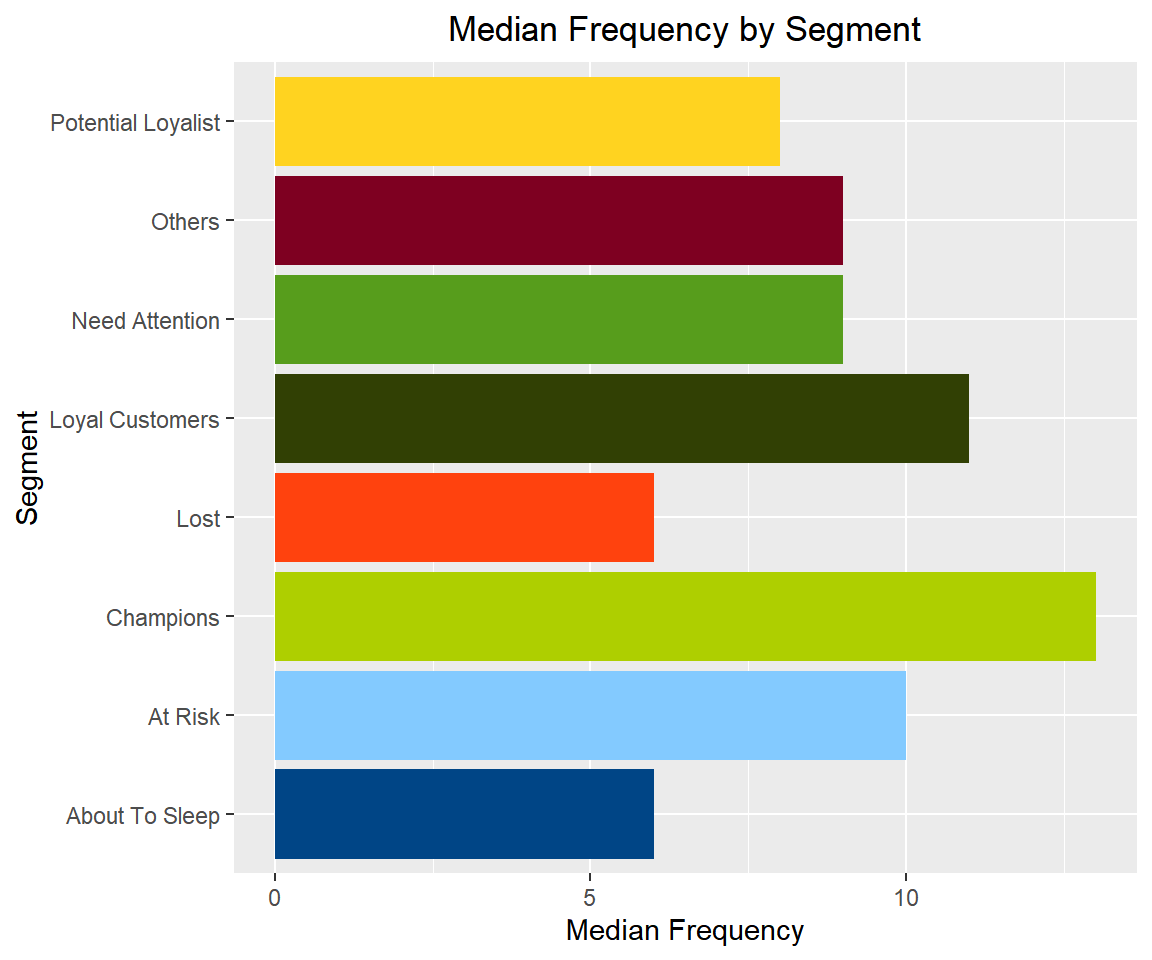 Median Frequency by Segment
Segment
Potential Loyalist
Others
Need Attention
Loyal Customers
Lost
Champions
At Risk
About To Sleep
0 5 10
Median Frequency